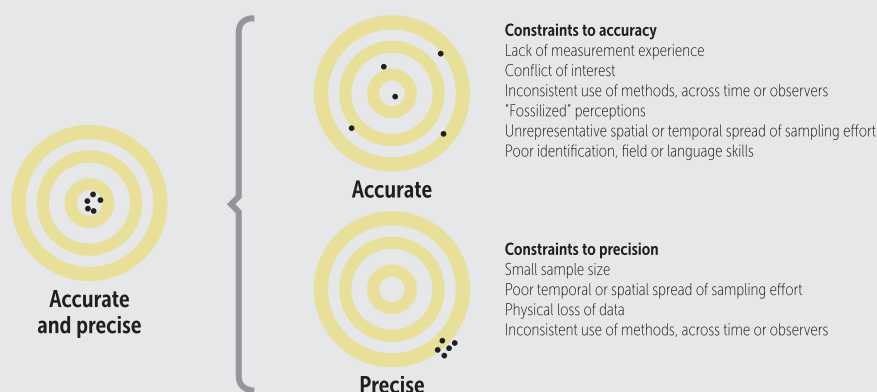 Accurate
and precise
Accurate
Constraints to accuracy
Lack of measurement experience
Conflict of interest
Inconsistent use of methods, across time or observers
“Fossilized” perceptions
Unrepresentative spatial or temporal spread of sampling effort
Poor identification, field or language skills
Precise
Constraints to precision
Small sample size
Poor temporal or spatial spread of sampling effort
Physical loss of data
Inconsistent use of methods, across time or observers